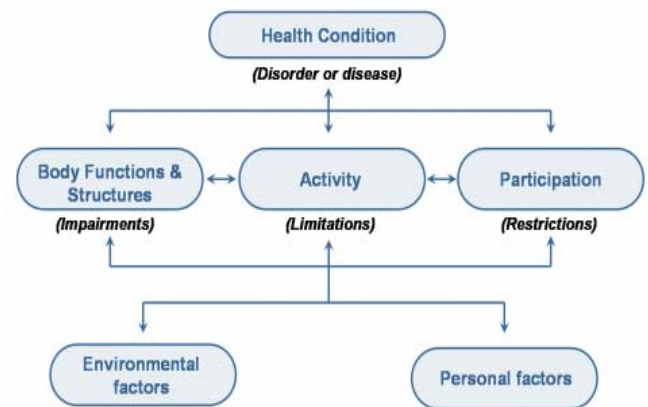 Health Condition
(Disorder or disease)
Body Functions &
Structures
Activity
Participation
(Impairments)
(Limitations)
(Restrictions)
Environmental
factors
Personal factors